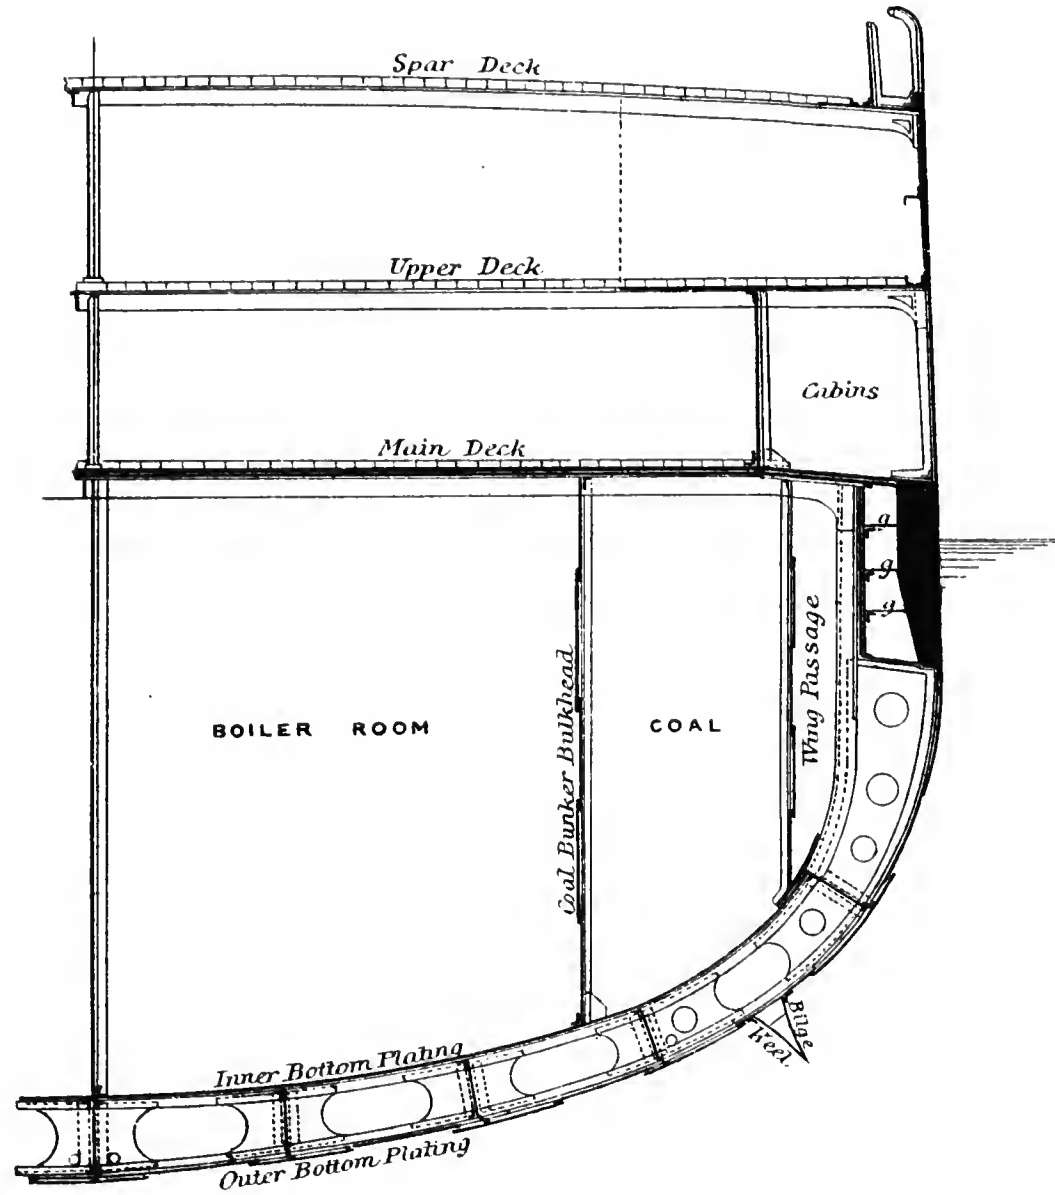 Spar Deck
Upper Deck
Cabins
Main Deck
g
g
g
Wing Passage
Coal Bunker Bulkhead
BOILER ROOM
COAL
Bilge
Keel
Inner Bottom Plating
Outer Bottom Plating